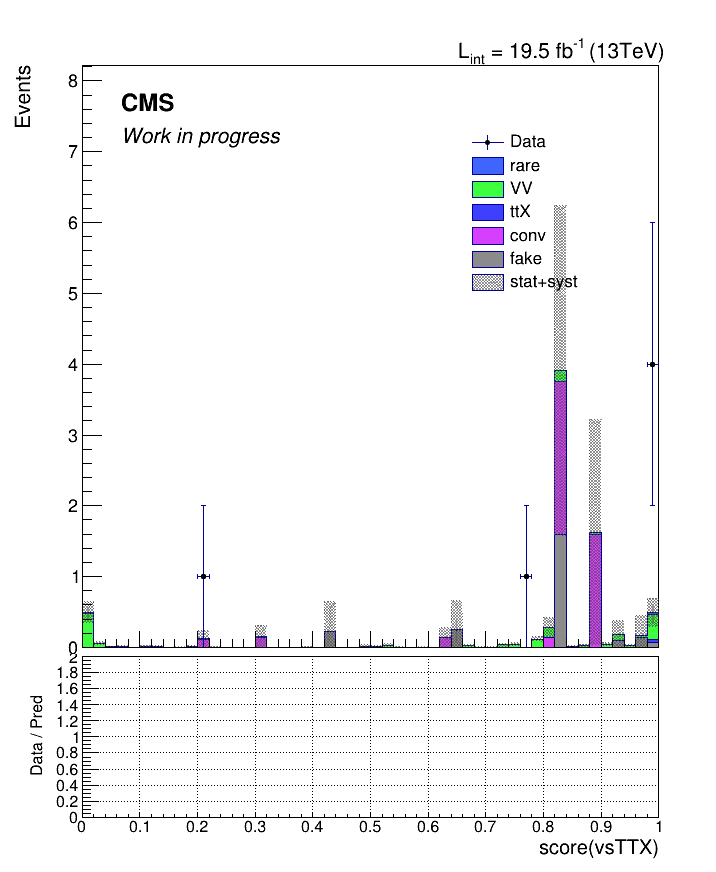 L_int = 19.5 fb^-1 (13TeV)
Events
CMS
Work in progress
Data
rare
VV
ttX
conv
fake
stat+syst
8
7
6
5
4
3
2
1
0
Data / Pred
2
1.8
1.6
1.4
1.2
1
0.8
0.6
0.4
0.2
0
0 0.1 0.2 0.3 0.4 0.5 0.6 0.7 0.8 0.9 1
score(vsTTX)